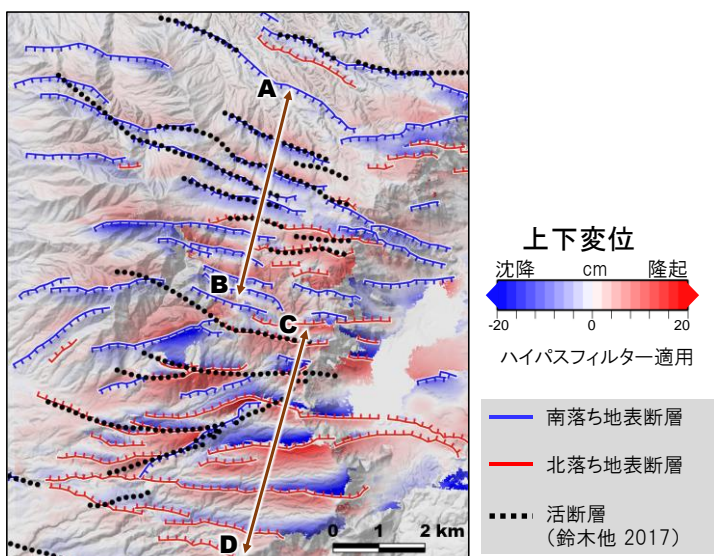 A
B
C
D
0 1 2 km
上下変位
沈降 cm 隆起
-20 0 20
ハイパスフィルター適用
南落ち地表断層
北落ち地表断層
活断層
(鈴木他 2017)